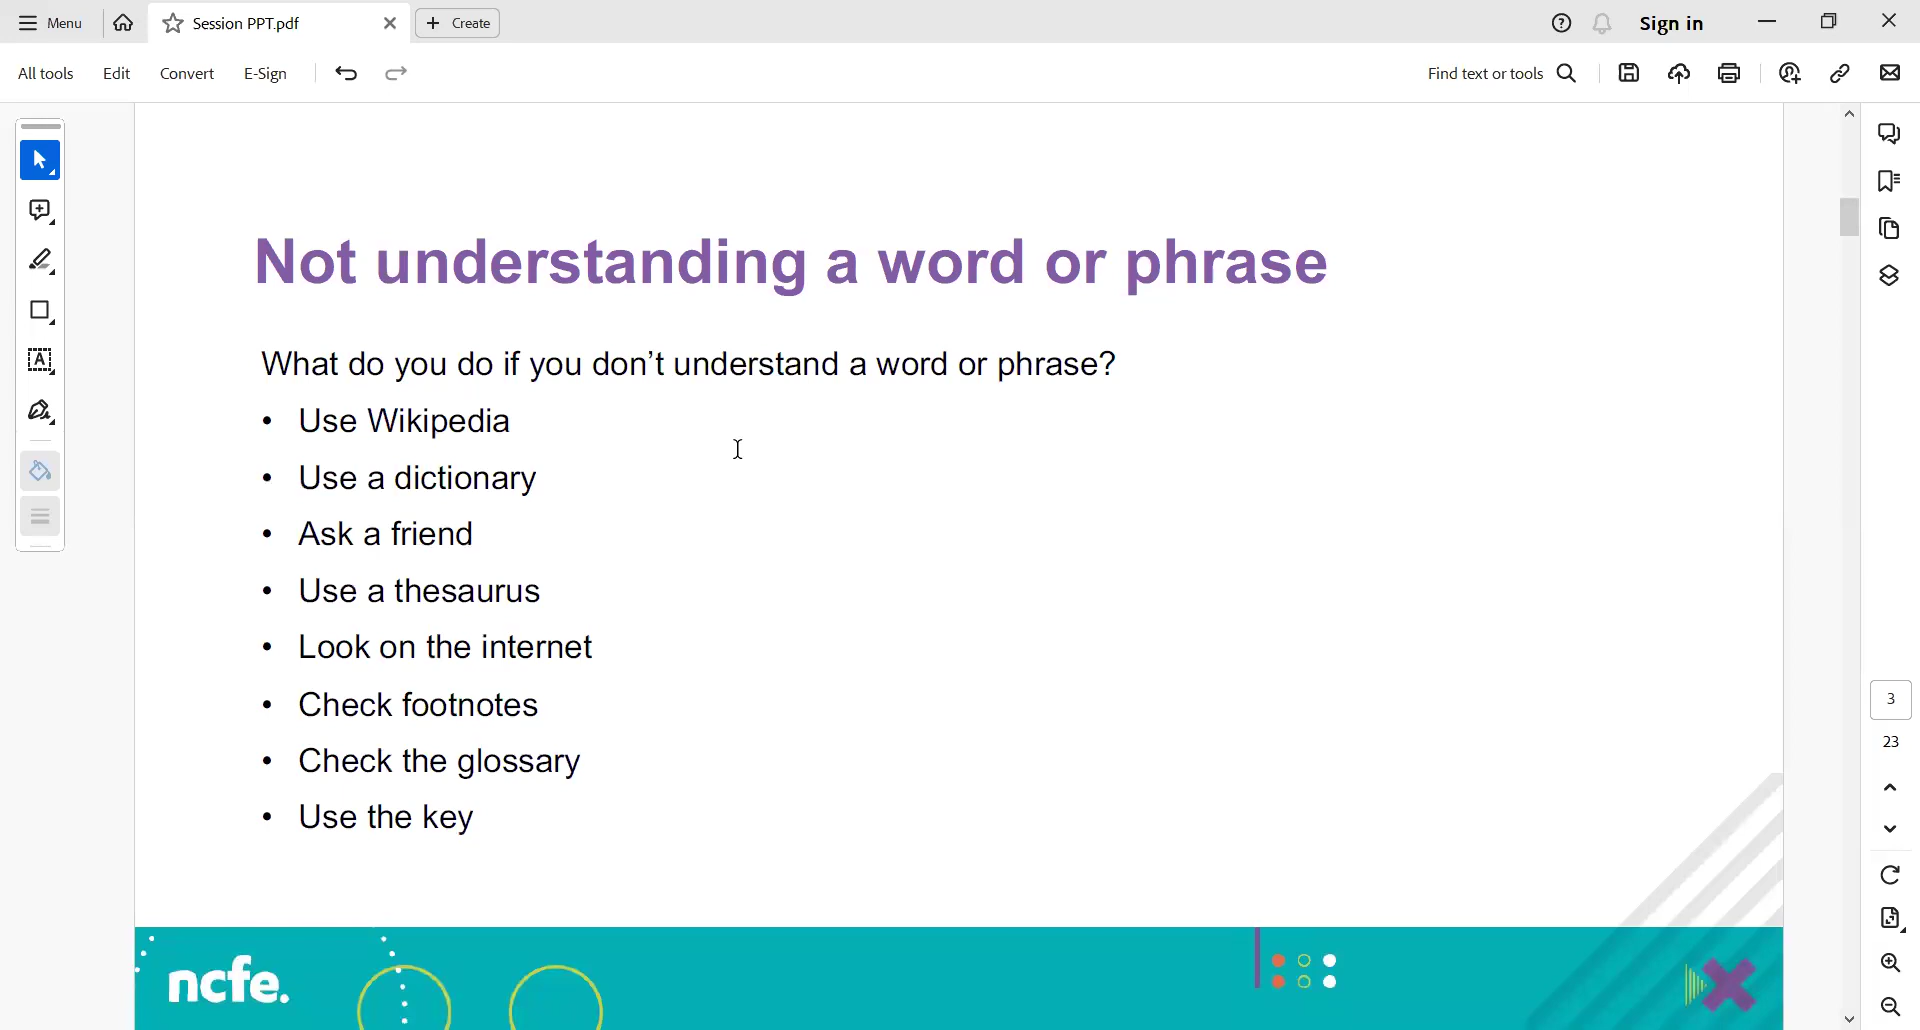 Menu
Session PPT.pdf
Create
Sign in
All tools
Edit
Convert
E-Sign
Find text or tools
Not understanding a word or phrase
What do you do if you don’t understand a word or phrase?
• Use Wikipedia
• Use a dictionary
• Ask a friend
• Use a thesaurus
• Look on the internet
• Check footnotes
• Check the glossary
• Use the key
3
23
ncfe.